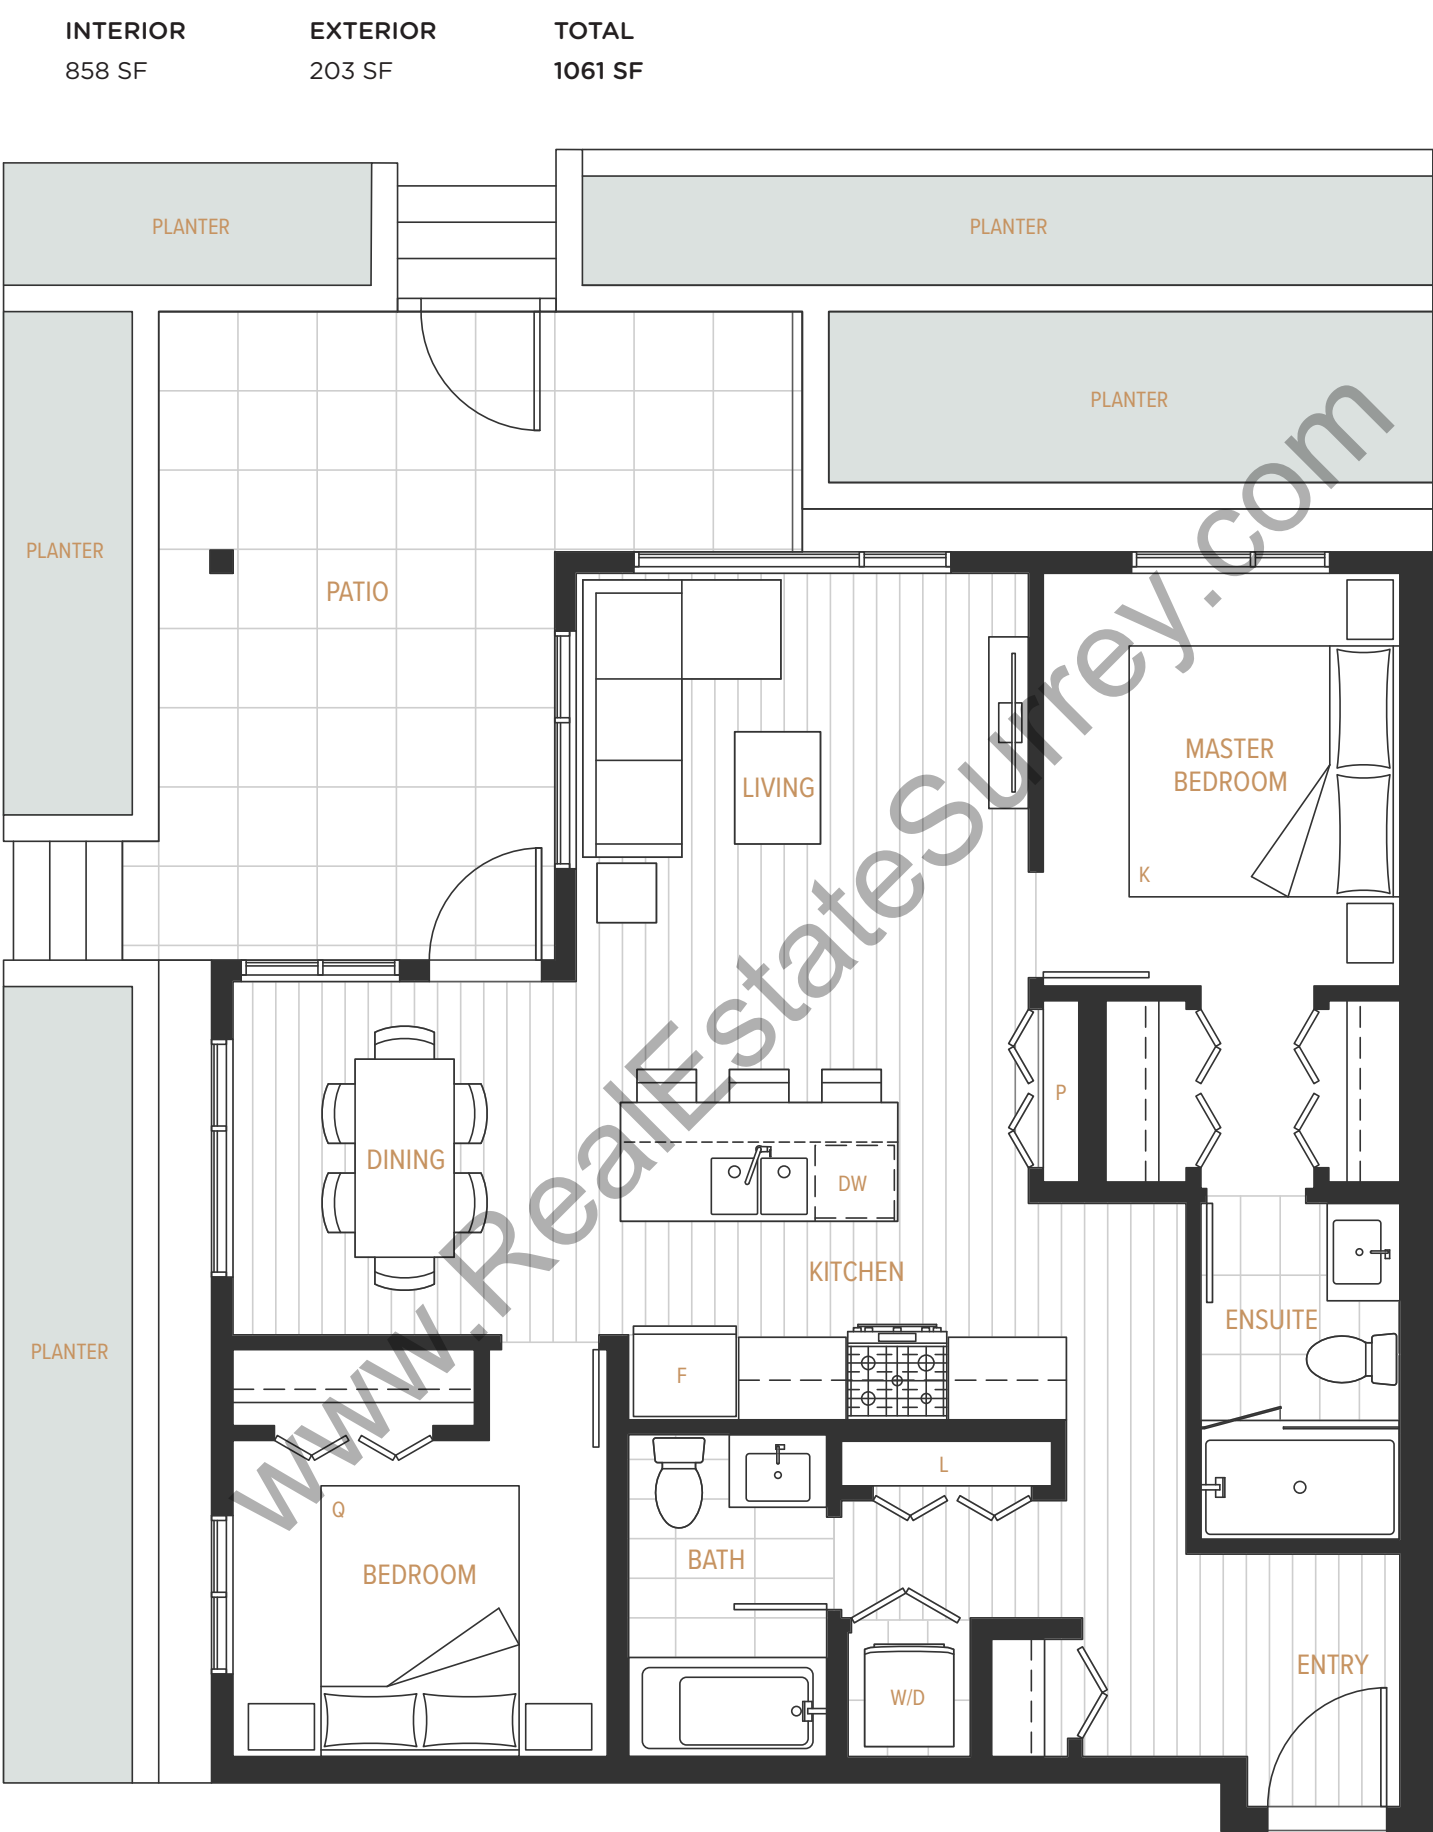 INTERIOR EXTERIOR TOTAL
858 SF 203 SF 1061 SF
PLANTER
PLANTER
PLANTER
PLANTER
PATIO
LIVING
MASTER
BEDROOM
K
P
DINING
DW
KITCHEN
ENSUITE
PLANTER
F
L
Q
BATH
BEDROOM
ENTRY
W/D
www.RealEstateSurrey.com